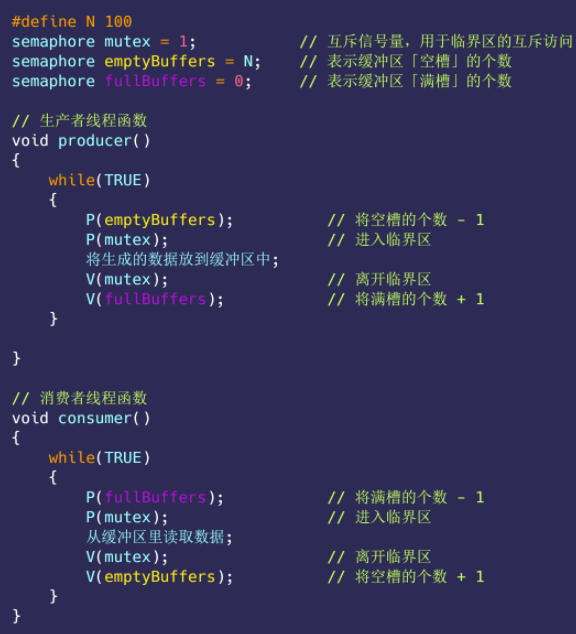 #define N 100
semaphore mutex = 1; // 互斥信号量，用于临界区的互斥访问
semaphore emptyBuffers = N; // 表示缓冲区「空槽」的个数
semaphore fullBuffers = 0; // 表示缓冲区「满槽」的个数
// 生产者线程函数
void producer()
{
while(TRUE)
{
P(emptyBuffers); // 将空槽的个数 - 1
P(mutex); // 进入临界区
将生成的数据放到缓冲区中;
V(mutex); // 离开临界区
V(fullBuffers); // 将满槽的个数 + 1
}
}
// 消费者线程函数
void consumer()
{
while(TRUE)
{
P(fullBuffers); // 将满槽的个数 - 1
P(mutex); // 进入临界区
从缓冲区里读取数据;
V(mutex); // 离开临界区
V(emptyBuffers); // 将空槽的个数 + 1
}
}